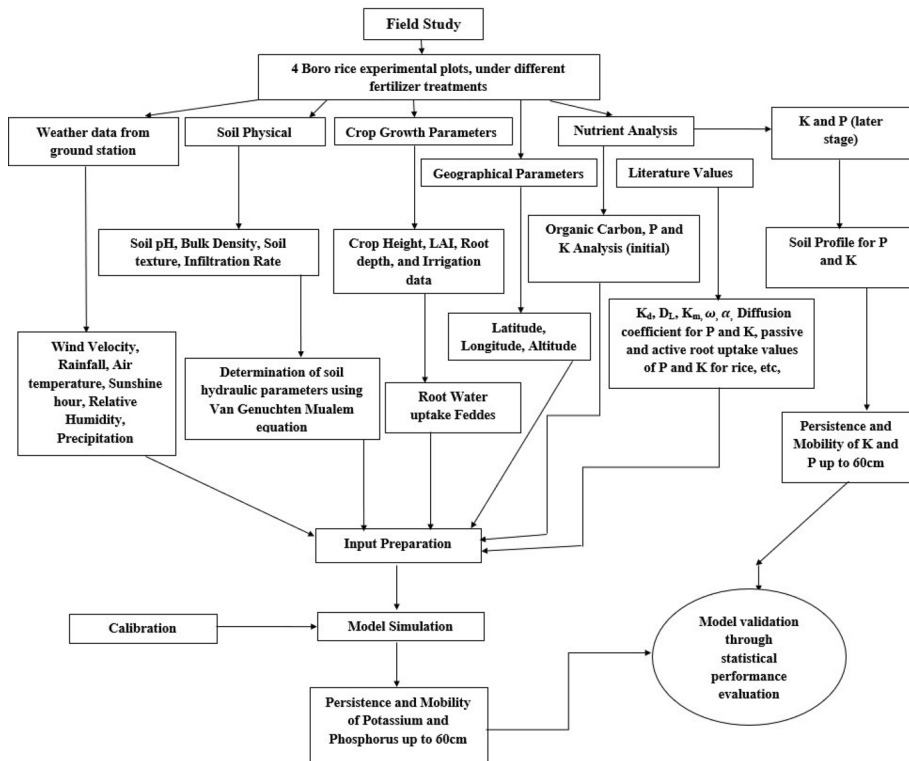 Field Study
4 Boro rice experimental plots, under different
fertilizer treatments
Weather data from
ground station
Soil Physical
Crop Growth Parameters
Nutrient Analysis
K and P (later
stage)
Geographical Parameters
Literature Values
Soil pH, Bulk Density, Soil
texture, Infiltration Rate
Crop Height, LAI, Root
depth, and Irrigation
data
Organic Carbon, P and
K Analysis (initial)
Soil Profile for P
and K
Wind Velocity,
Rainfall, Air
temperature, Sunshine
hour, Relative
Humidity,
Precipitation
Determination of soil
hydraulic parameters using
Van Genuchten Mualem
equation
Root Water
uptake Feddes
Latitude,
Longitude, Altitude
Kd, DL, Km, ω, α, Diffusion
coefficient for P and K, passive
and active root uptake values
of P and K for rice, etc,
Persistence and
Mobility of K and
P up to 60cm
Input Preparation
Calibration
Model Simulation
Persistence and Mobility
of Potassium and
Phosphorus up to 60cm
Model validation
through
statistical
performance
evaluation